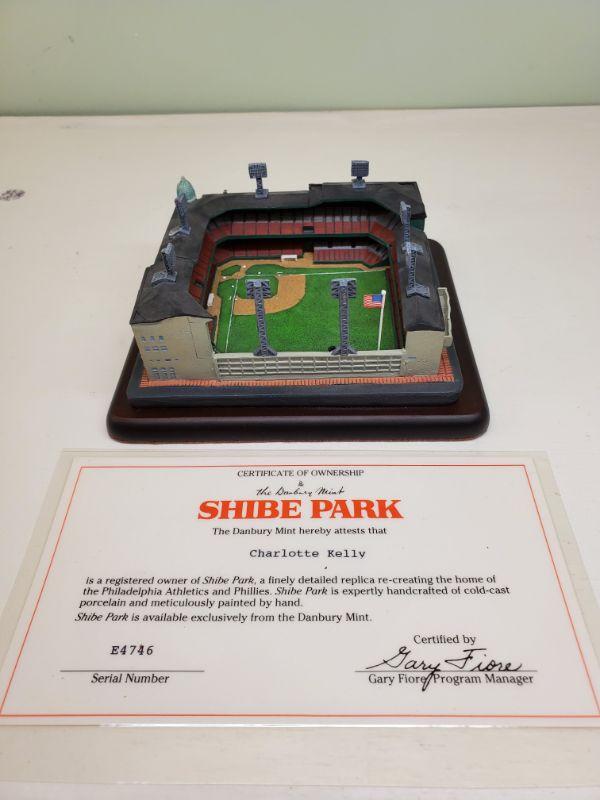 CERTIFICATE OF OWNERSHIP
&
the Danbury Mint
SHIBE PARK
The Danbury Mint hereby attests that
Charlotte Kelly
is a registered owner of Shibe Park, a finely detailed replica re-creating the home of
the Philadelphia Athletics and Phillies. Shibe Park is expertly handcrafted of cold-cast
porcelain and meticulously painted by hand.
Shibe Park is available exclusively from the Danbury Mint.
Certified by
E4746
Gary Fiore
Serial Number
Gary Fiore, Program Manager